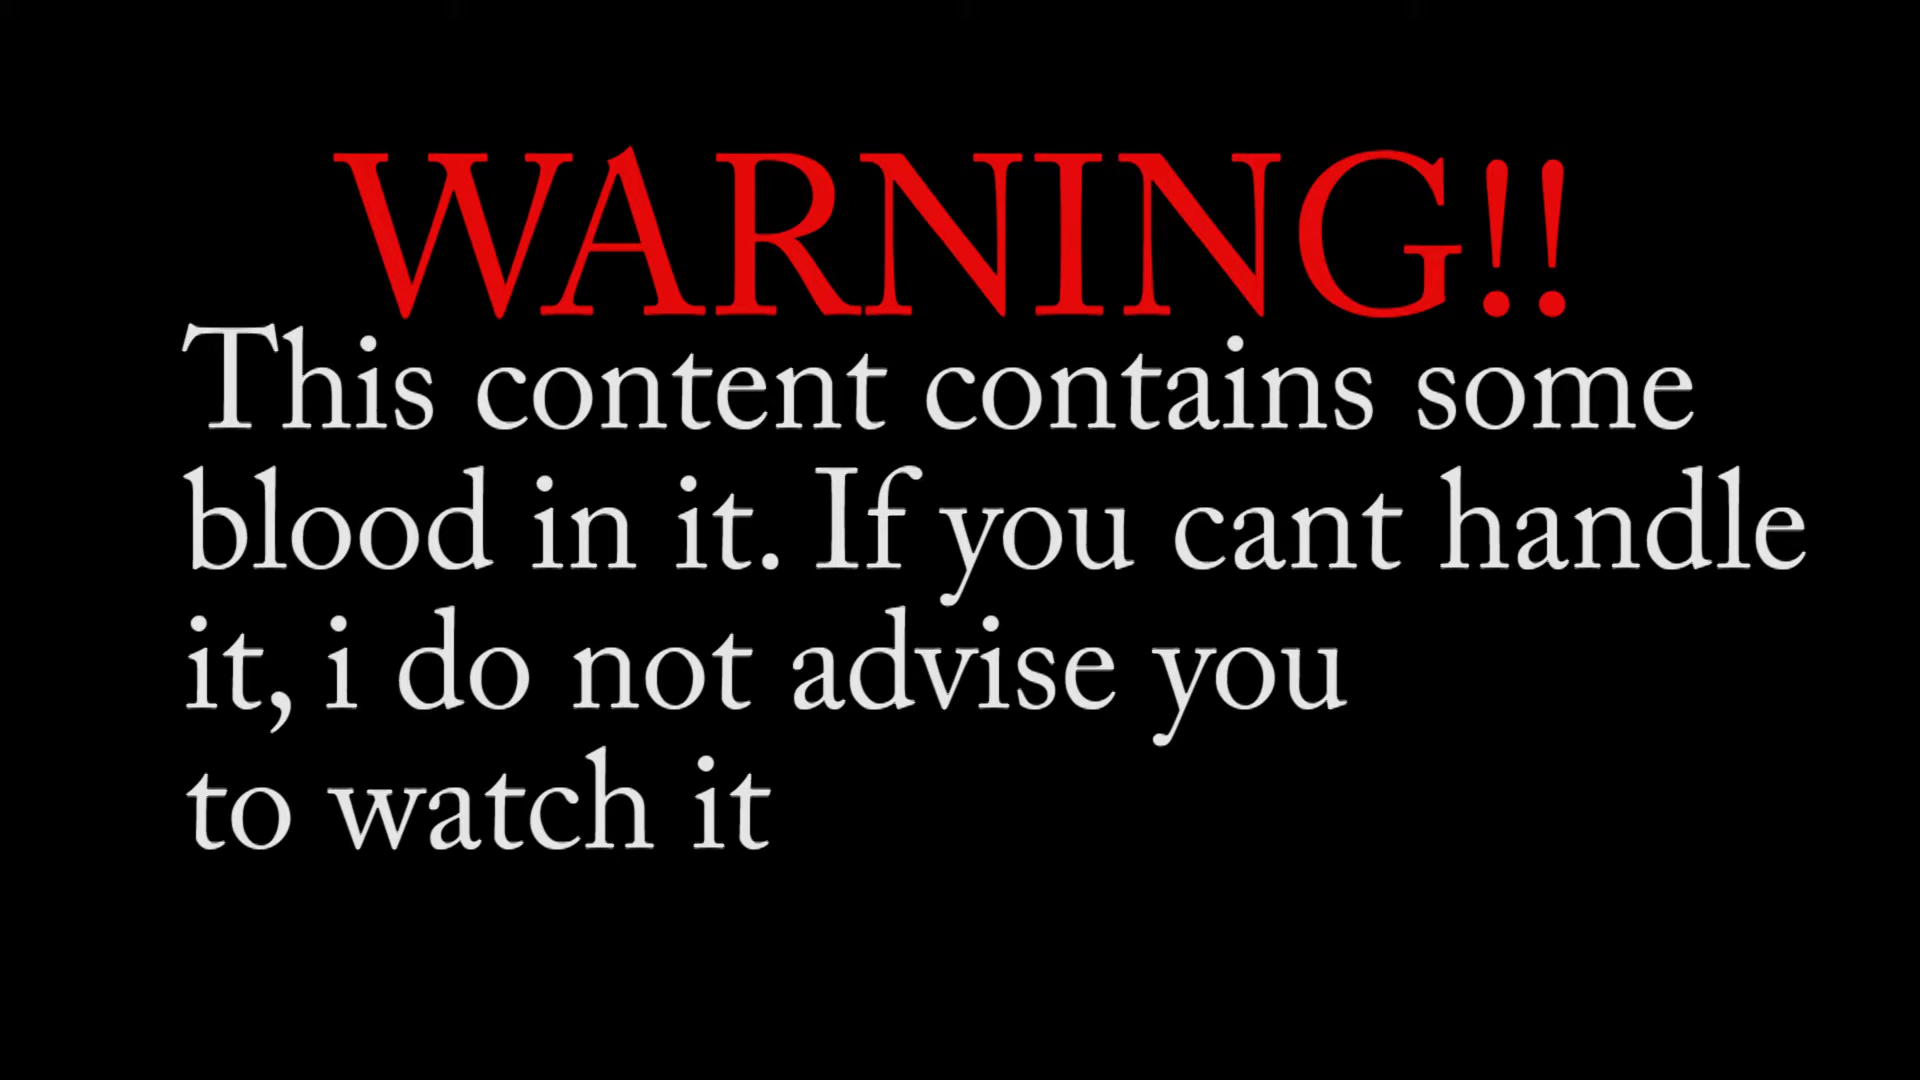 WARNING!!
This content contains some
blood in it. If you cant handle
it, i do not advise you
to watch it